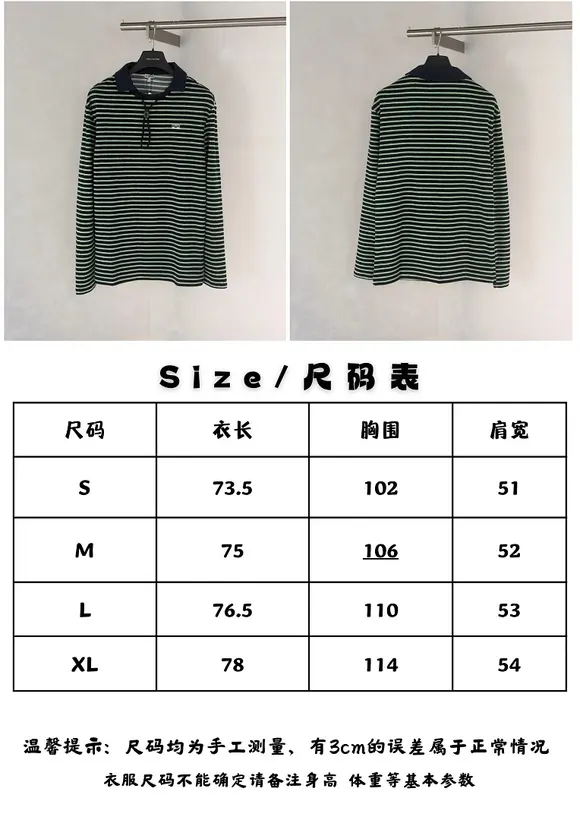 Size/尺码表
尺码 衣长 胸围 肩宽
S 73.5 102 51
M 75 106 52
L 76.5 110 53
XL 78 114 54
温馨提示：尺码均为手工测量、有3cm的误差属于正常情况
衣服尺码不能确定请备注身高 体重等基本参数